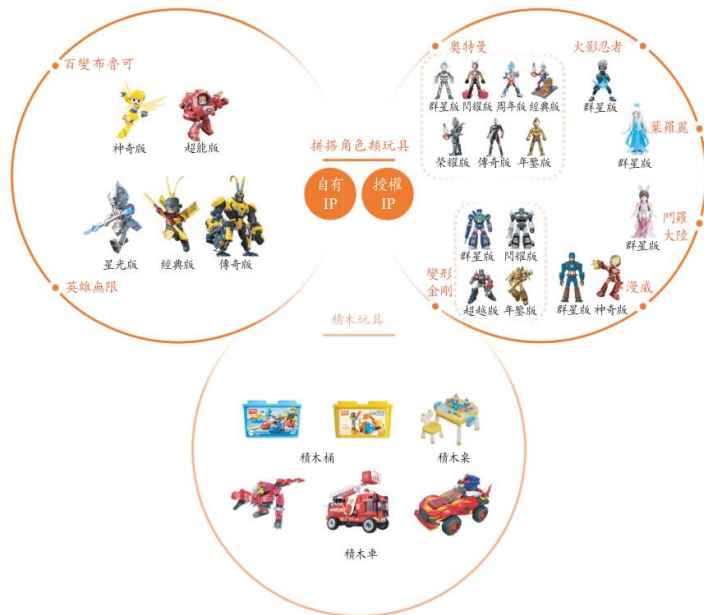 百變布魯可
神奇版
超能版
星光版
經典版
傳奇版
英雄無限
拼搭角色類玩具
自有
IP
授權
IP
奧特曼
群星版
閃耀版
周年版
經典版
榮耀版
傳奇版
年鑒版
火影忍者
群星版
葉羅麗
群星版
鬥羅
大陸
群星版
變形
金剛
群星版
閃耀版
超越版
年鑒版
漫威
群星版
神奇版
積木玩具
積木桶
積木桌
積木車